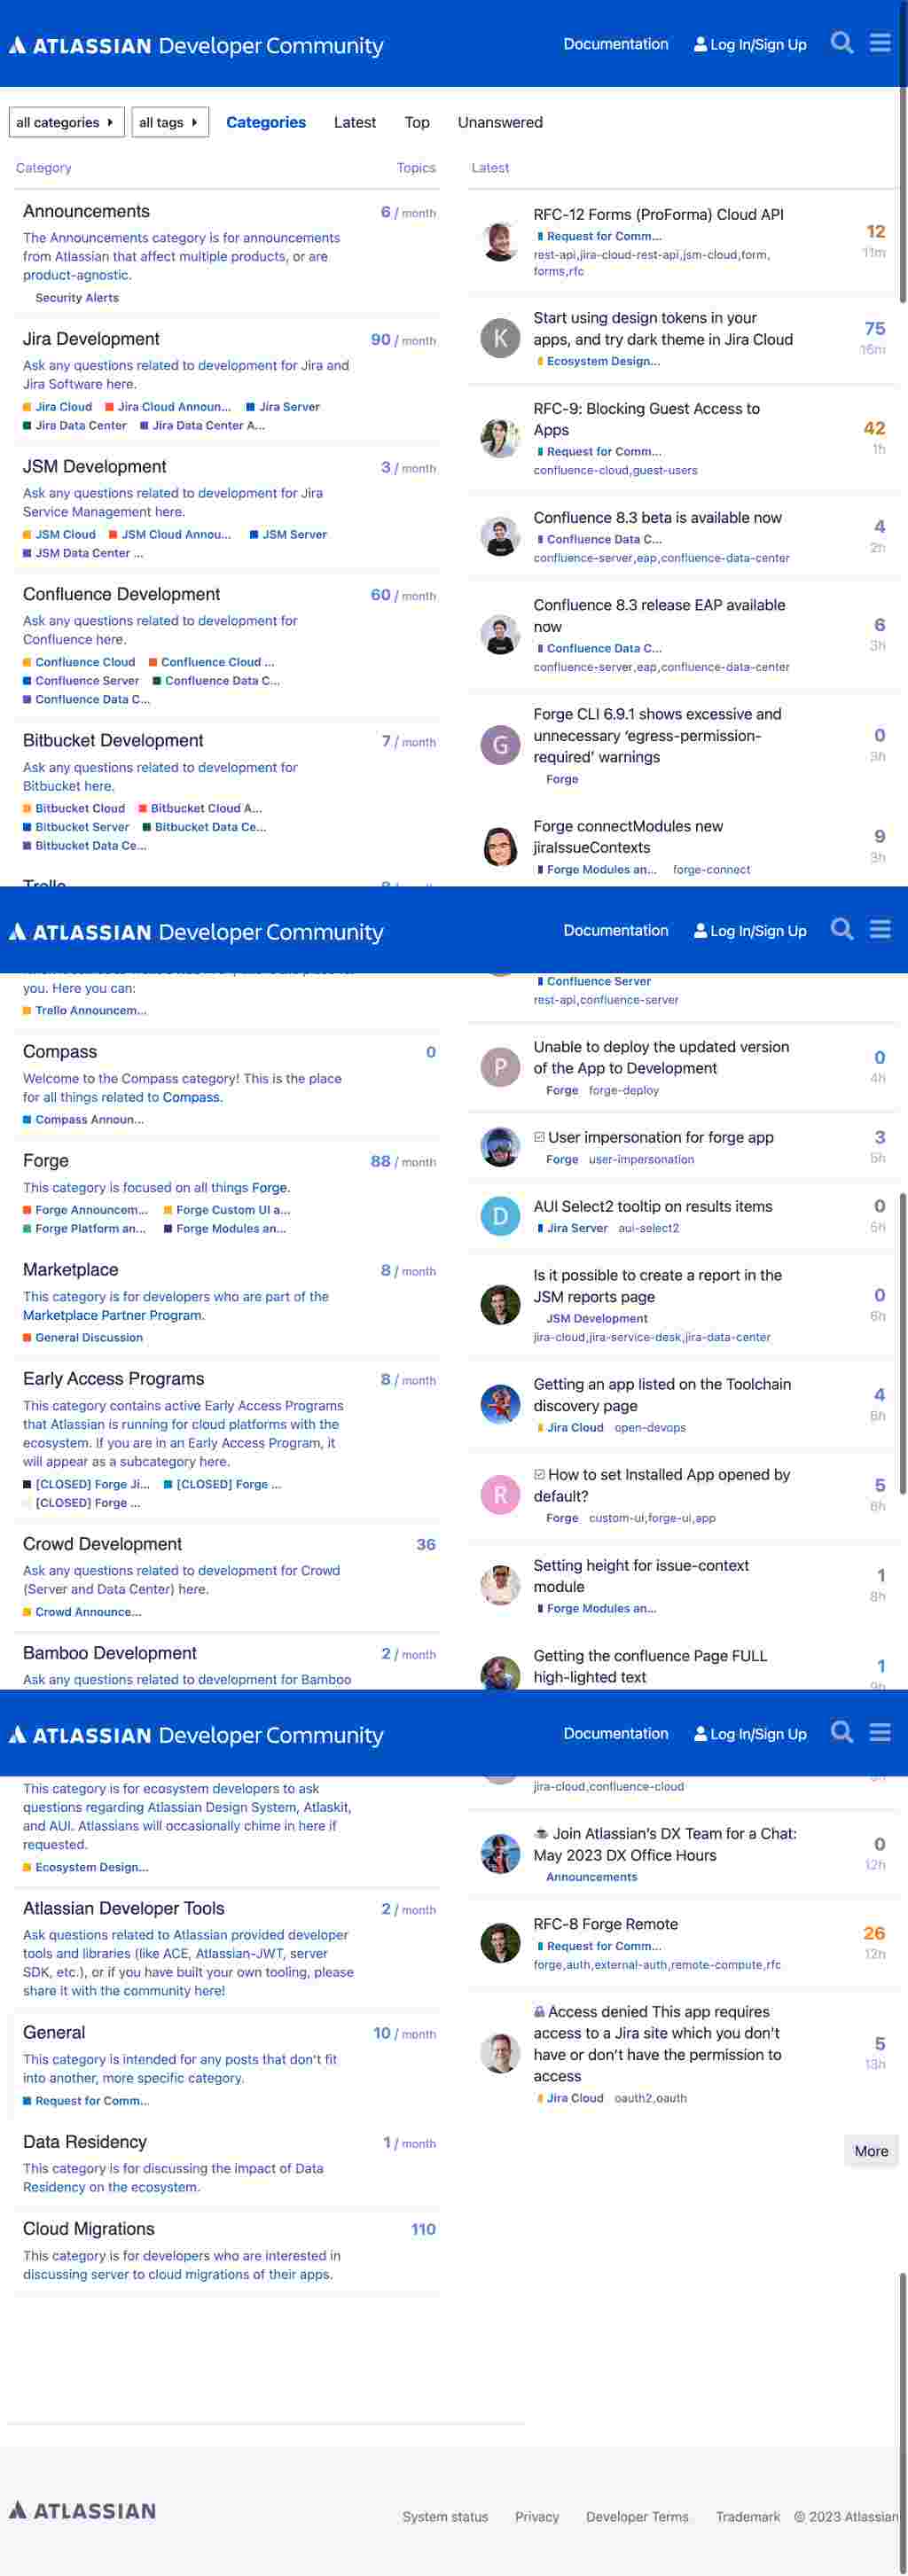 ATLASSIAN Developer Community
Documentation Log In/Sign Up
all categories all tags Categories Latest Top Unanswered
Category Topics
Announcements 6 / month
The Announcements category is for announcements
from Atlassian that affect multiple products, or are
product-agnostic.
Security Alerts
Jira Development 90 / month
Ask any questions related to development for Jira and
Jira Software here.
Jira Cloud Jira Cloud Announ... Jira Server
Jira Data Center Jira Data Center A...
JSM Development 3 / month
Ask any questions related to development for Jira
Service Management here.
JSM Cloud JSM Cloud Annou... JSM Server
JSM Data Center ...
Confluence Development 60 / month
Ask any questions related to development for
Confluence here.
Confluence Cloud Confluence Cloud ...
Confluence Server Confluence Data C...
Confluence Data C...
Bitbucket Development 7 / month
Ask any questions related to development for
Bitbucket here.
Bitbucket Cloud Bitbucket Cloud A...
Bitbucket Server Bitbucket Data Ce...
Bitbucket Data Ce...
Trello
Latest
RFC-12 Forms (ProForma) Cloud API 12
Request for Comm... 11m
rest-api,jira-cloud-rest-api,jsm-cloud,form,
forms,rfc
Start using design tokens in your 75
apps, and try dark theme in Jira Cloud 16m
Ecosystem Design...
RFC-9: Blocking Guest Access to 42
Apps 1h
Request for Comm...
confluence-cloud,guest-users
Confluence 8.3 beta is available now 4
Confluence Data C... 2h
confluence-server,eap,confluence-data-center
Confluence 8.3 release EAP available 6
now 3h
Confluence Data C...
confluence-server,eap,confluence-data-center
G
Forge CLI 6.9.1 shows excessive and
unnecessary ‘egress-permission- 0
required’ warnings 3h
Forge
Forge connectModules new 9
jiraIssueContexts 3h
Forge Modules an... forge-connect
K
ATLASSIAN Developer Community
Documentation Log In/Sign Up
you. Here you can:
Trello Announcem...
Compass 0
Welcome to the Compass category! This is the place
for all things related to Compass.
Compass Announ...
Forge 88 / month
This category is focused on all things Forge.
Forge Announcem... Forge Custom UI a...
Forge Platform an... Forge Modules an...
Marketplace 8 / month
This category is for developers who are part of the
Marketplace Partner Program.
General Discussion
Early Access Programs 8 / month
This category contains active Early Access Programs
that Atlassian is running for cloud platforms with the
ecosystem. If you are in an Early Access Program, it
will appear as a subcategory here.
[CLOSED] Forge Ji... [CLOSED] Forge ...
[CLOSED] Forge ...
Crowd Development 36
Ask any questions related to development for Crowd
(Server and Data Center) here.
Crowd Announce...
Bamboo Development 2 / month
Ask any questions related to development for Bamboo
Confluence Server
rest-api,confluence-server
P
Unable to deploy the updated version 0
of the App to Development 4h
Forge forge-deploy
User impersonation for forge app 3
Forge user-impersonation 5h
D
AUI Select2 tooltip on results items 0
Jira Server aui-select2 5h
Is it possible to create a report in the 0
JSM reports page 6h
JSM Development
jira-cloud,jira-service-desk,jira-data-center
Getting an app listed on the Toolchain 4
discovery page 6h
Jira Cloud open-devops
R
How to set Installed App opened by 5
default? 6h
Forge custom-ui,forge-ui,app
Setting height for issue-context 1
module 8h
Forge Modules an...
Getting the confluence Page FULL 1
high-lighted text 9h
ATLASSIAN Developer Community
Documentation Log In/Sign Up
This category is for ecosystem developers to ask
questions regarding Atlassian Design System, Atlaskit,
and AUI. Atlassians will occasionally chime in here if
requested.
Ecosystem Design...
Atlassian Developer Tools 2 / month
Ask questions related to Atlassian provided developer
tools and libraries (like ACE, Atlassian-JWT, server
SDK, etc.), or if you have built your own tooling, please
share it with the community here!
General 10 / month
This category is intended for any posts that don't fit
into another, more specific category.
Request for Comm...
Data Residency 1 / month
This category is for discussing the impact of Data
Residency on the ecosystem.
Cloud Migrations 110
This category is for developers who are interested in
discussing server to cloud migrations of their apps.
jira-cloud,confluence-cloud
Join Atlassian's DX Team for a Chat: 0
May 2023 DX Office Hours 12h
Announcements
RFC-8 Forge Remote 26
Request for Comm... 12h
forge,auth,external-auth,remote-compute,rfc
Access denied This app requires
access to a Jira site which you don't 5
have or don't have the permission to 13h
access
Jira Cloud oauth2,oauth
More
ATLASSIAN
System status Privacy Developer Terms Trademark © 2023 Atlassian